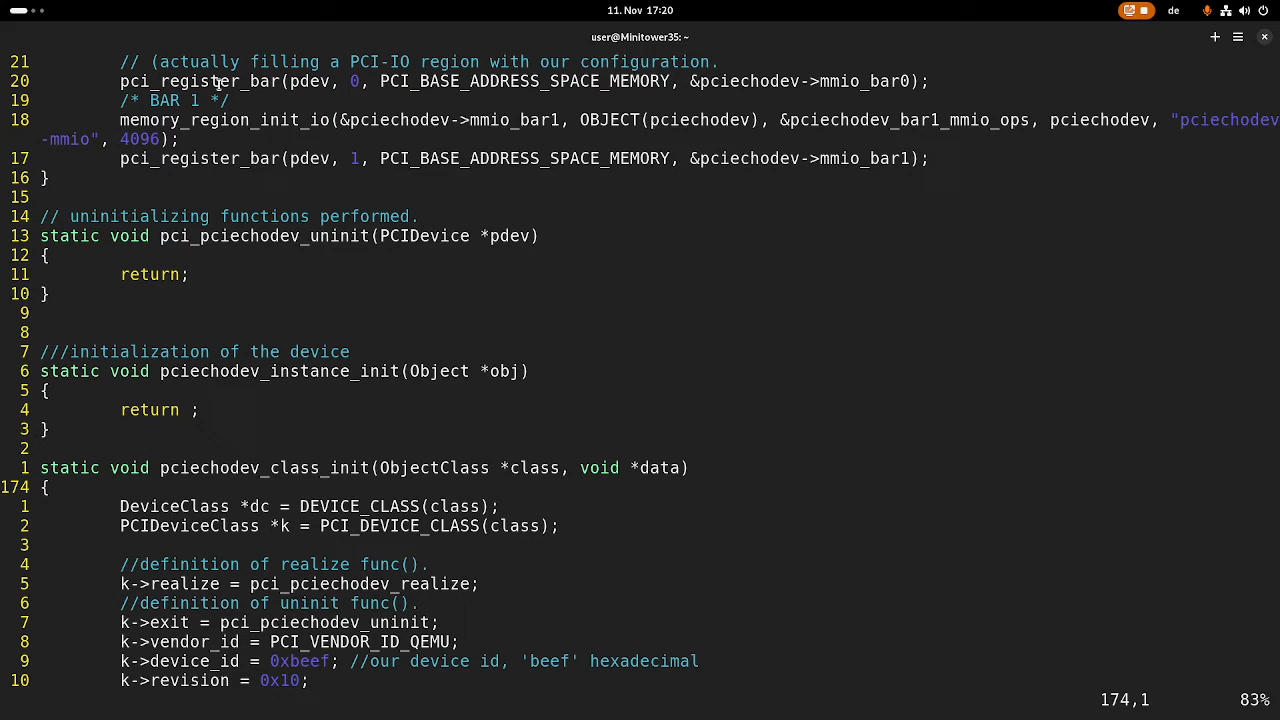 11. Nov 17:20
de
user@Minitower35: ~
21 // (actually filling a PCI-IO region with our configuration.
20 pci_register_bar(pdev, 0, PCI_BASE_ADDRESS_SPACE_MEMORY, &pciechodev->mmio_bar0);
19 /* BAR 1 */
18 memory_region_init_io(&pciechodev->mmio_bar1, OBJECT(pciechodev), &pciechodev_bar1_mmio_ops, pciechodev, "pciechodev
-mmio", 4096);
17 pci_register_bar(pdev, 1, PCI_BASE_ADDRESS_SPACE_MEMORY, &pciechodev->mmio_bar1);
16 }
15
14 // uninitializing functions performed.
13 static void pci_pciechodev_uninit(PCIDevice *pdev)
12 {
11 return;
10 }
9
8
7 ///initialization of the device
6 static void pciechodev_instance_init(Object *obj)
5 {
4 return ;
3 }
2
1 static void pciechodev_class_init(ObjectClass *class, void *data)
174 {
1 DeviceClass *dc = DEVICE_CLASS(class);
2 PCIDeviceClass *k = PCI_DEVICE_CLASS(class);
3
4 //definition of realize func().
5 k->realize = pci_pciechodev_realize;
6 //definition of uninit func().
7 k->exit = pci_pciechodev_uninit;
8 k->vendor_id = PCI_VENDOR_ID_QEMU;
9 k->device_id = 0xbeef; //our device id, 'beef' hexadecimal
10 k->revision = 0x10;
174,1 83%